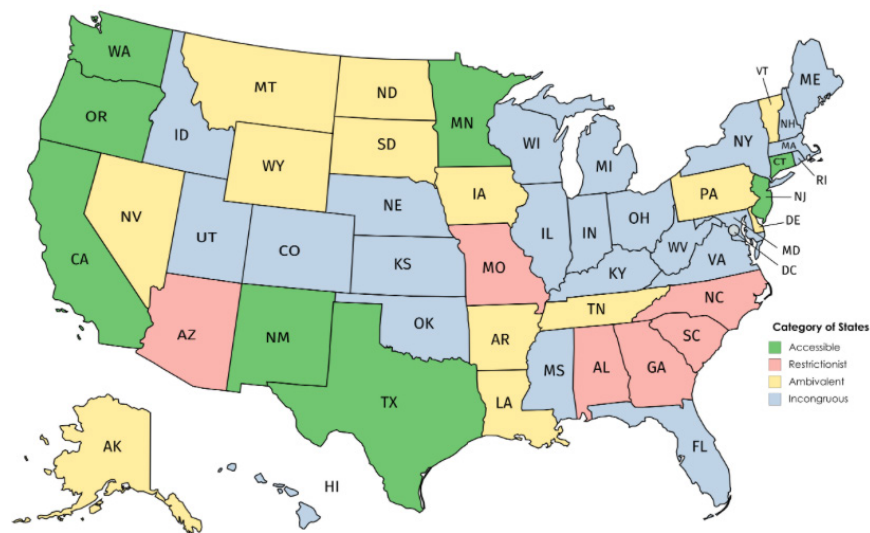 WA
MT
ND
MN
OR
ID
SD
WY
WI
MI
VT
ME
NH
NY
MA
CT
RI
NJ
PA
DE
MD
DC
IA
NE
NV
UT
CO
CA
IL
IN
OH
WV
VA
KS
MO
KY
NC
TN
SC
AZ
NM
OK
AR
MS
AL
GA
TX
LA
FL
AK
HI
Category of States
Accessible
Restrictionist
Ambivalent
Incongruous